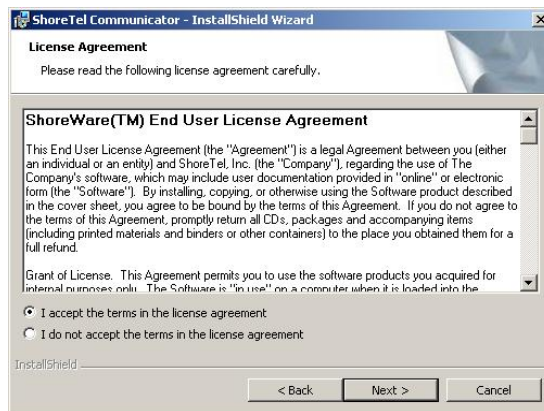 ShoreTel Communicator - InstallShield Wizard
License Agreement
Please read the following license agreement carefully.
ShoreWare(TM) End User License Agreement
This End User License Agreement (the "Agreement") is a legal Agreement between you (either
an individual or an entity) and ShoreTel, Inc. (the "Company"), regarding the use of The
Company's software, which may include user documentation provided in "online" or electronic
form (the "Software"). By installing, copying, or otherwise using the Software product described
in the cover sheet, you agree to be bound by the terms of this Agreement. If you do not agree to
the terms of this Agreement, promptly return all CDs, packages and accompanying items
(including printed materials and binders or other containers) to the place you obtained them for a
full refund.
Grant of License. This Agreement permits you to use the software products you acquired for
internal purposes only. The Software is "in use" on a computer when it is loaded into the
I accept the terms in the license agreement
I do not accept the terms in the license agreement
InstallShield
< Back
Next >
Cancel